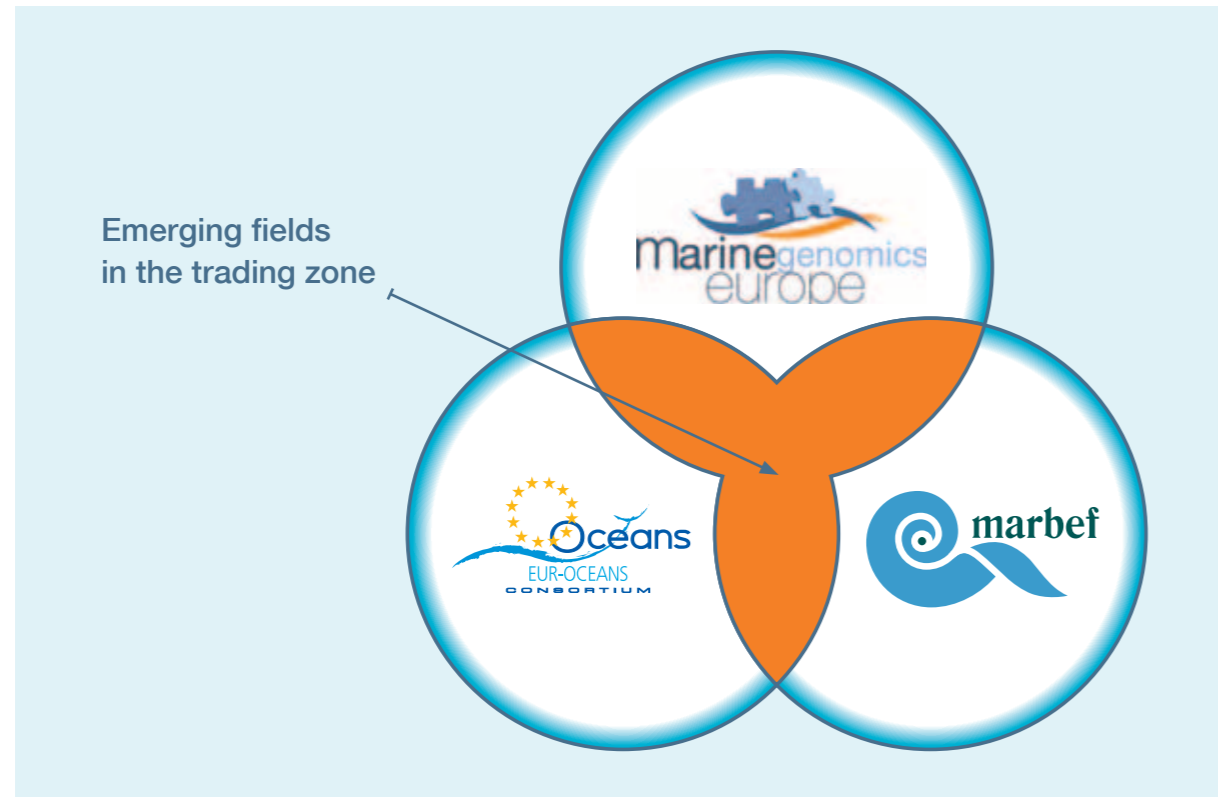 Emerging fields
in the trading zone
marinegenomics
europe
Oceans
EUR-OCEANS
CONSORTIUM
marbef